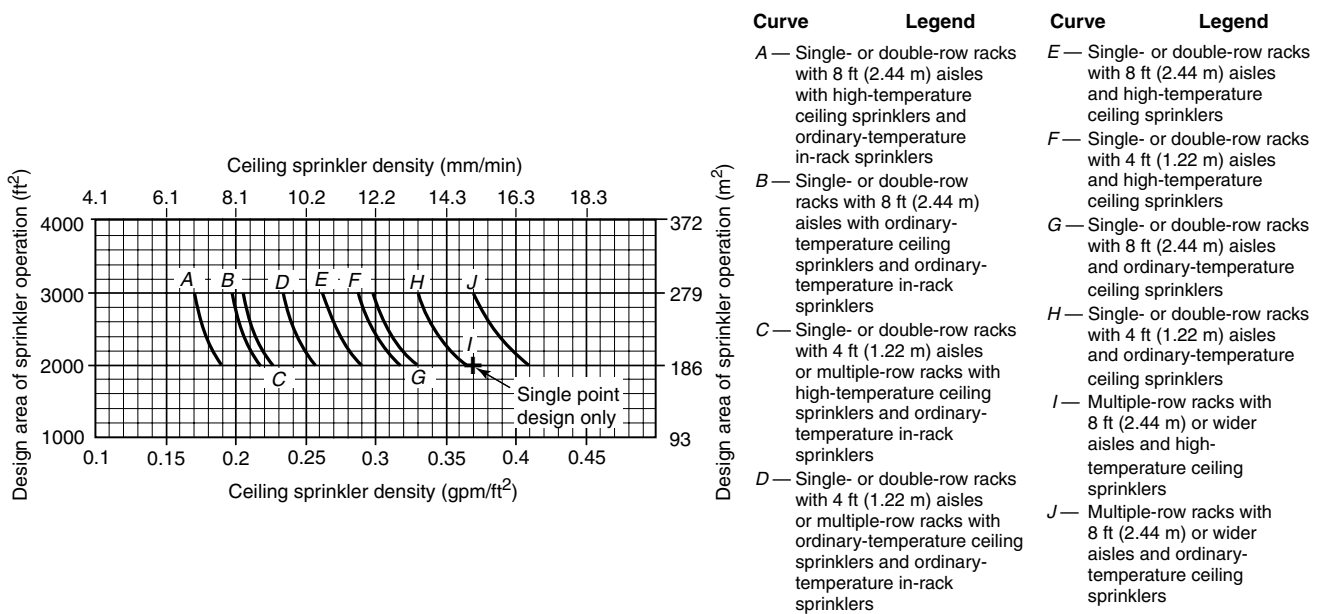 Ceiling sprinkler density (mm/min)
4.1 6.1 8.1 10.2 12.2 14.3 16.3 18.3
Design area of sprinkler operation (ft2)
4000
3000
2000
1000
A B D E F H J
C G I
Single point
design only
372
279
186
93
Design area of sprinkler operation (m2)
0.1 0.15 0.2 0.25 0.3 0.35 0.4 0.45
Ceiling sprinkler density (gpm/ft2)
Curve Legend
A — Single- or double-row racks
with 8 ft (2.44 m) aisles
with high-temperature
ceiling sprinklers and
ordinary-temperature
in-rack sprinklers
B — Single- or double-row
racks with 8 ft (2.44 m)
aisles with ordinary-
temperature ceiling
sprinklers and ordinary-
temperature in-rack
sprinklers
C — Single- or double-row racks
with 4 ft (1.22 m) aisles
or multiple-row racks with
high-temperature ceiling
sprinklers and ordinary-
temperature in-rack
sprinklers
D — Single- or double-row racks
with 4 ft (1.22 m) aisles
or multiple-row racks with
ordinary-temperature ceiling
sprinklers and ordinary-
temperature in-rack
sprinklers
Curve Legend
E — Single- or double-row racks
with 8 ft (2.44 m) aisles
and high-temperature
ceiling sprinklers
F — Single- or double-row racks
with 4 ft (1.22 m) aisles
and high-temperature
ceiling sprinklers
G — Single- or double-row racks
with 8 ft (2.44 m) aisles
and ordinary-temperature
ceiling sprinklers
H — Single- or double-row racks
with 4 ft (1.22 m) aisles
and ordinary-temperature
ceiling sprinklers
I — Multiple-row racks with
8 ft (2.44 m) or wider
aisles and high-
temperature ceiling
sprinklers
J — Multiple-row racks with
8 ft (2.44 m) or wider
aisles and ordinary-
temperature ceiling
sprinklers